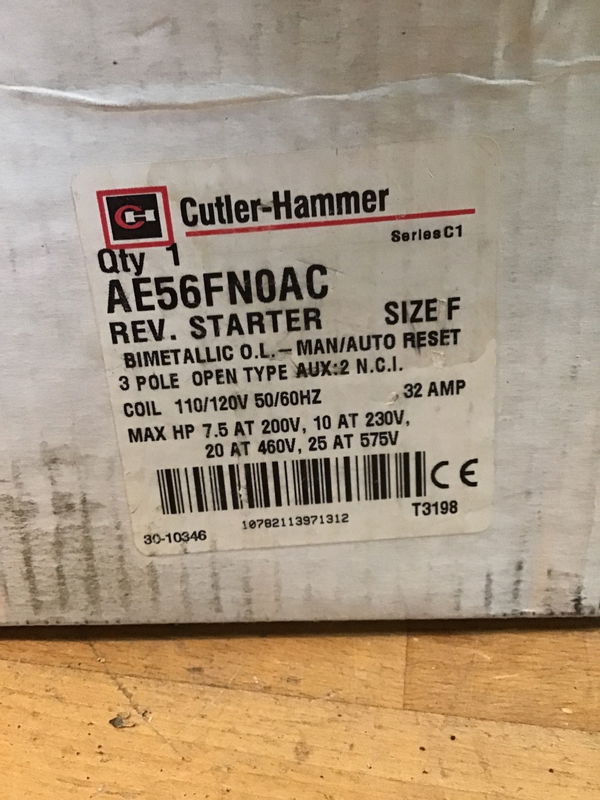 CH Cutler-Hammer
Series C1
Qty 1
AE56FN0AC
REV. STARTER SIZE F
BIMETALLIC O.L.-MAN/AUTO RESET
3 POLE OPEN TYPE AUX:2 N.C.I.
COIL 110/120V 50/60HZ 32 AMP
MAX HP 7.5 AT 200V, 10 AT 230V,
20 AT 460V, 25 AT 575V
CE
10782113971312 T3198
30-10346